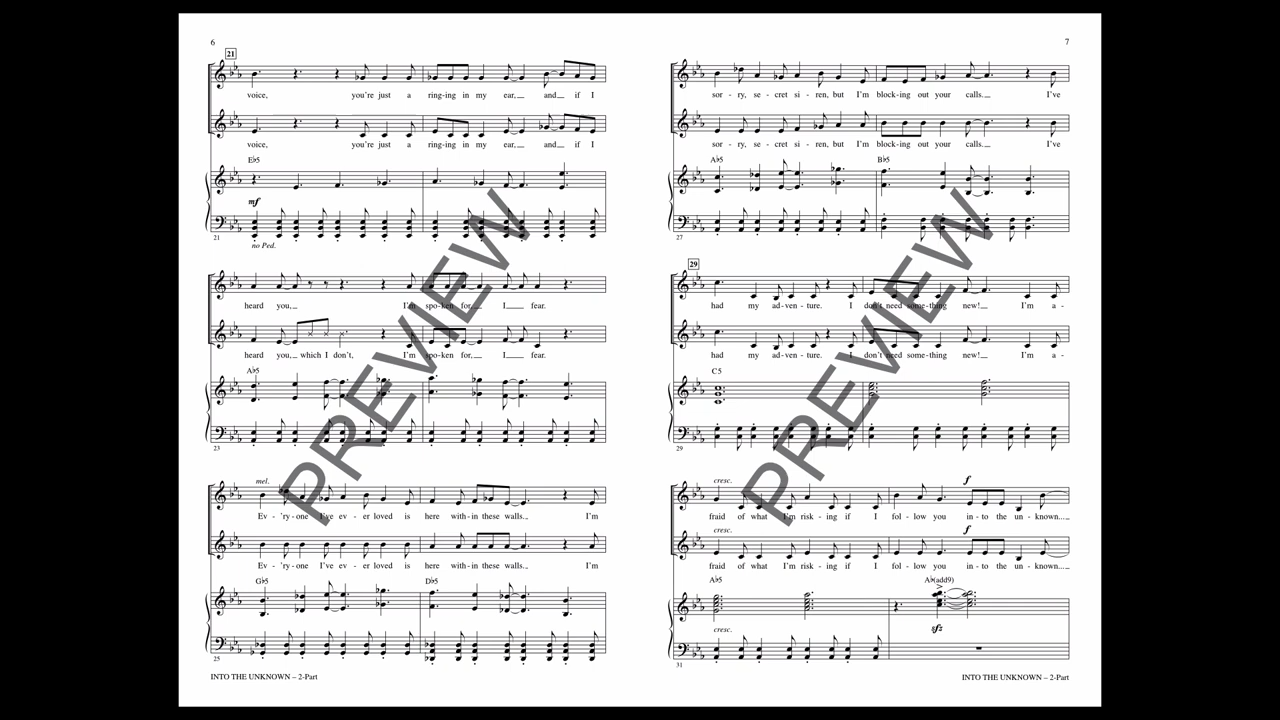 6
21
voice, you're just a ring-ing in my ear, and if I
voice, you're just a ring-ing in my ear, and if I
E♭5
mf
21
no Ped.
heard you, I'm spo-ken for, I fear.
heard you, which I don't, I'm spo-ken for, I fear.
A♭5
23
mel.
Ev-'ry-one I've ev-er loved is here with-in these walls. I'm
Ev-'ry-one I've ev-er loved is here with-in these walls. I'm
G♭5 D♭5
25
INTO THE UNKNOWN – 2-Part
PREVIEW
7
sor-ry, se-cret si-ren, but I'm block-ing out your calls. I've
sor-ry, se-cret si-ren, but I'm block-ing out your calls. I've
A♭5 B♭5
27
29
had my ad-ven-ture. I don't need some-thing new! I'm a-
had my ad-ven-ture. I don't need some-thing new! I'm a-
C5
29
cresc. f
fraid of what I'm risk-ing if I fol-low you in-to the un-known...
cresc. f
fraid of what I'm risk-ing if I fol-low you in-to the un-known...
A♭5 A♭(add9)
cresc. sfz
31
INTO THE UNKNOWN – 2-Part
PREVIEW